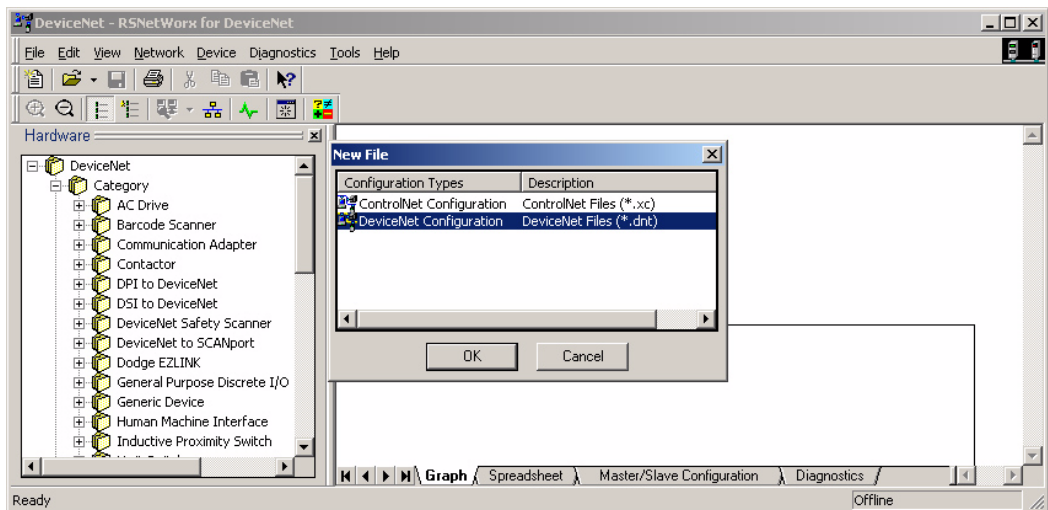 DeviceNet - RSNetWorx for DeviceNet
File Edit View Network Device Diagnostics Tools Help
Hardware
DeviceNet
Category
AC Drive
Barcode Scanner
Communication Adapter
Contactor
DPI to DeviceNet
DSI to DeviceNet
DeviceNet Safety Scanner
DeviceNet to SCANport
Dodge EZLINK
General Purpose Discrete I/O
Generic Device
Human Machine Interface
Inductive Proximity Switch
New File
Configuration Types Description
ControlNet Configuration ControlNet Files (*.xc)
DeviceNet Configuration DeviceNet Files (*.dnt)
OK Cancel
Graph Spreadsheet Master/Slave Configuration Diagnostics
Ready Offline